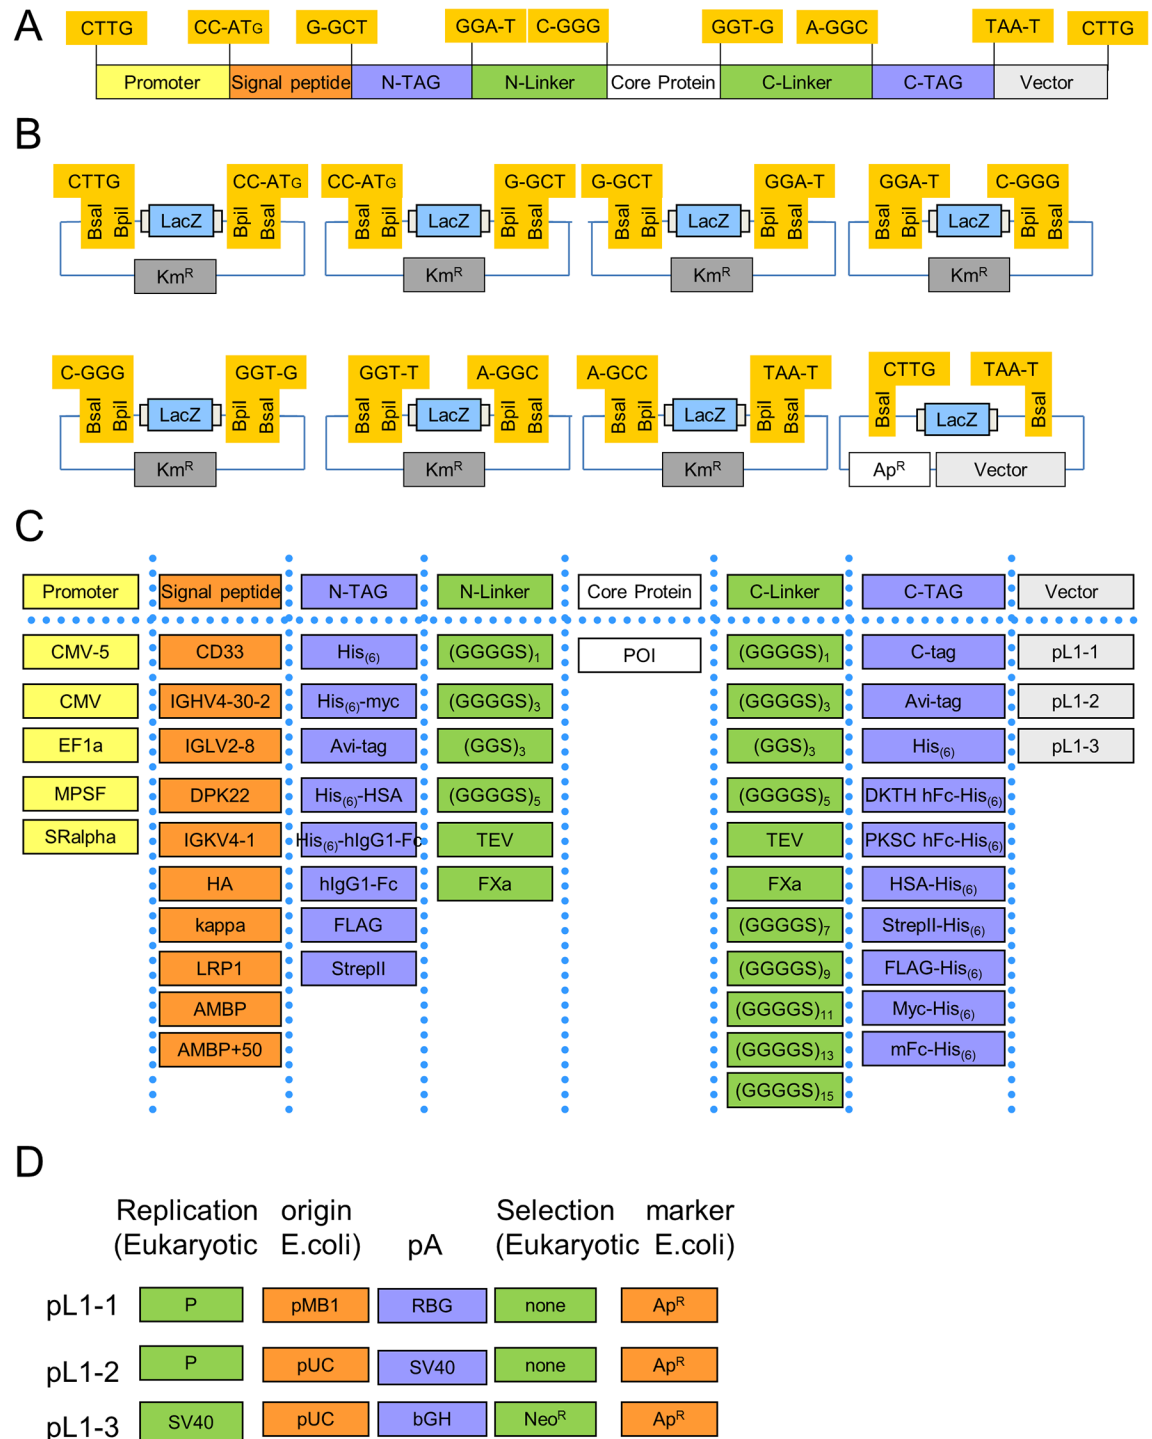 A
CTTG CC-ATG G-GCT GGA-T C-GGG GGT-G A-GGC TAA-T CTTG
Promoter Signal peptide N-TAG N-Linker Core Protein C-Linker C-TAG Vector
B
CTTG CC-ATG CC-ATG G-GCT G-GCT GGA-T GGA-T C-GGG
BsaI BpiI LacZ BpiI BsaI BsaI BpiI LacZ BpiI BsaI BsaI BpiI LacZ BpiI BsaI BsaI BpiI LacZ BpiI BsaI
KmR KmR KmR KmR
C-GGG GGT-G GGT-T A-GGC A-GCC TAA-T CTTG TAA-T
BsaI BpiI LacZ BpiI BsaI BsaI BpiI LacZ BpiI BsaI BsaI BpiI LacZ BpiI BsaI BsaI LacZ BsaI
KmR KmR KmR ApR Vector
C
Promoter Signal peptide N-TAG N-Linker Core Protein C-Linker C-TAG Vector
CMV-5 CD33 His(6) (GGGGS)1 POI (GGGGS)1 C-tag pL1-1
CMV IGHV4-30-2 His(6)-myc (GGGGS)3 (GGGGS)3 Avi-tag pL1-2
EF1a IGLV2-8 Avi-tag (GGS)3 (GGS)3 His(6) pL1-3
MPSF DPK22 His(6)-HSA (GGGGS)5 (GGGGS)5 DKTH hFc-His(6)
SRalpha IGKV4-1 His(6)-hIgG1-Fc TEV TEV PKSC hFc-His(6)
HA hIgG1-Fc FXa FXa HSA-His(6)
kappa FLAG (GGGGS)7 StrepII-His(6)
LRP1 StrepII (GGGGS)9 FLAG-His(6)
AMBP (GGGGS)11 Myc-His(6)
AMBP+50 (GGGGS)13 mFc-His(6)
(GGGGS)15
D
Replication origin Selection marker
(Eukaryotic E.coli) pA (Eukaryotic E.coli)
pL1-1 P pMB1 RBG none ApR
pL1-2 P pUC SV40 none ApR
pL1-3 SV40 pUC bGH NeoR ApR